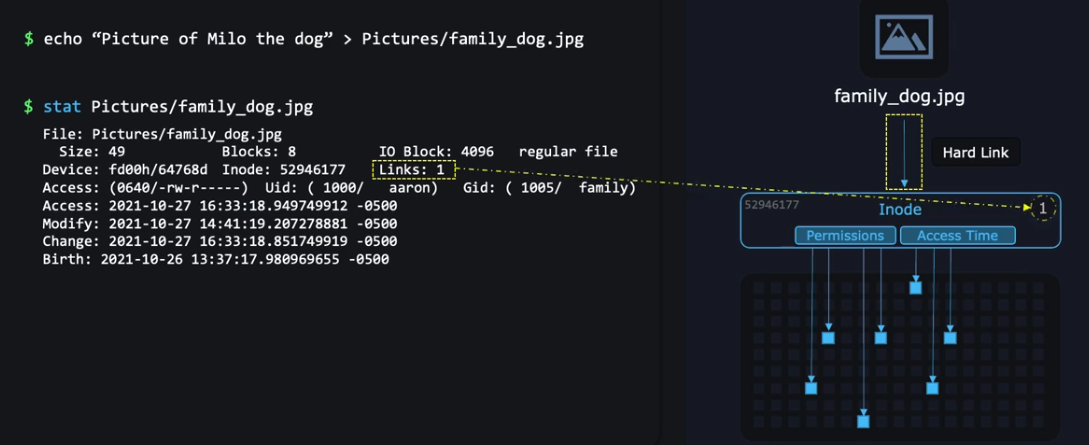 $ echo “Picture of Milo the dog” > Pictures/family_dog.jpg
$ stat Pictures/family_dog.jpg
File: Pictures/family_dog.jpg
Size: 49 Blocks: 8 IO Block: 4096 regular file
Device: fd00h/64768d Inode: 52946177 Links: 1
Access: (0640/-rw-r-----) Uid: ( 1000/ aaron) Gid: ( 1005/ family)
Access: 2021-10-27 16:33:18.949749912 -0500
Modify: 2021-10-27 14:41:19.207278881 -0500
Change: 2021-10-27 16:33:18.851749919 -0500
Birth: 2021-10-26 13:37:17.980969655 -0500
family_dog.jpg
Hard Link
52946177
Inode
1
Permissions
Access Time